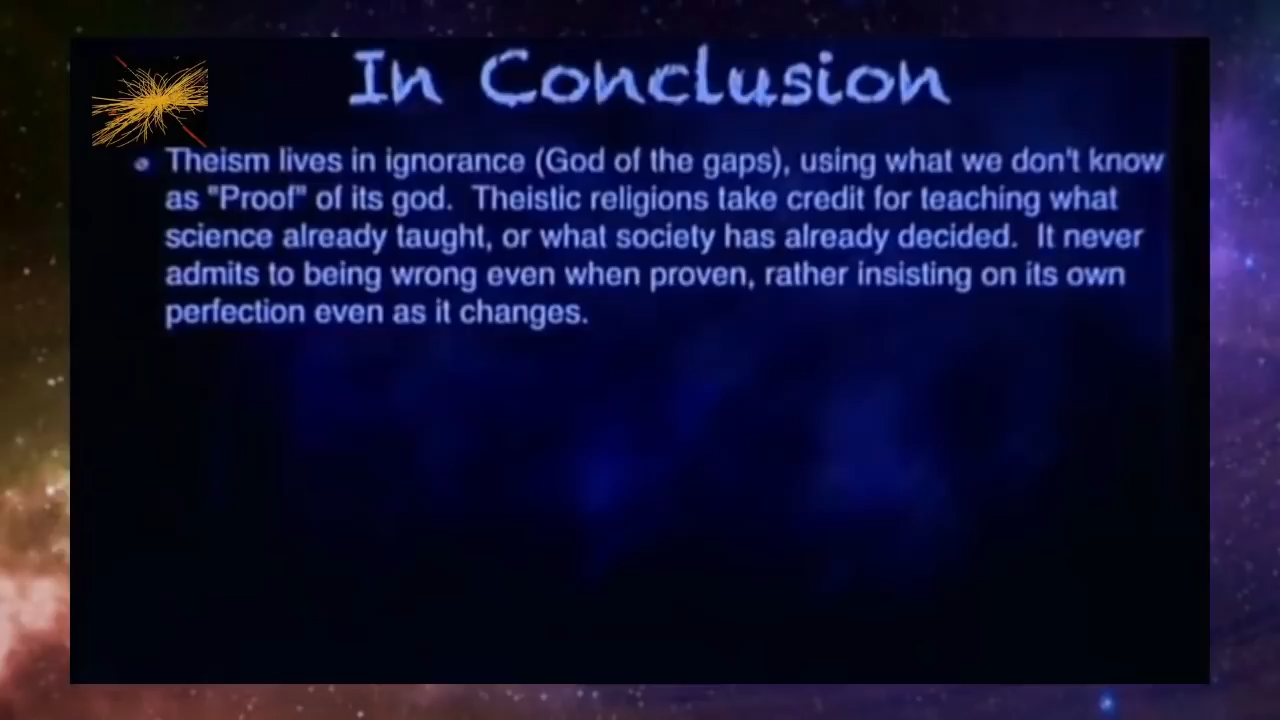 In Conclusion
Theism lives in ignorance (God of the gaps), using what we don't know
as "Proof" of its god.  Theistic religions take credit for teaching what
science already taught, or what society has already decided.  It never
admits to being wrong even when proven, rather insisting on its own
perfection even as it changes.